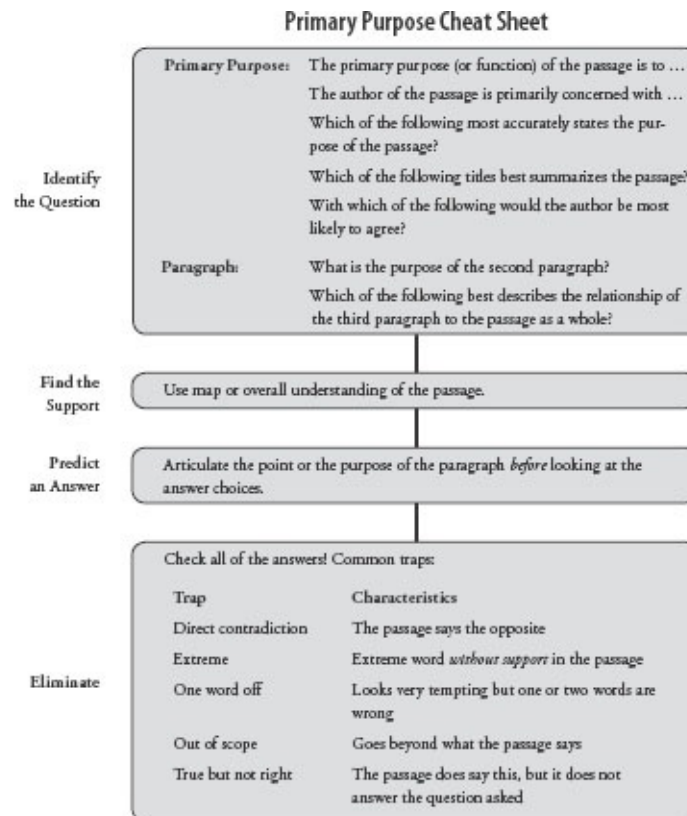 Primary Purpose Cheat Sheet
Identify
the Question
Primary Purpose: The primary purpose (or function) of the passage is to …
The author of the passage is primarily concerned with …
Which of the following most accurately states the pur-
pose of the passage?
Which of the following titles best summarizes the passage?
With which of the following would the author be most
likely to agree?
Paragraph: What is the purpose of the second paragraph?
Which of the following best describes the relationship of
the third paragraph to the passage as a whole?
Find the
Support
Use map or overall understanding of the passage.
Predict
an Answer
Articulate the point or the purpose of the paragraph before looking at the
answer choices.
Eliminate
Check all of the answers! Common traps:
Trap Characteristics
Direct contradiction The passage says the opposite
Extreme Extreme word without support in the passage
One word off Looks very tempting but one or two words are
wrong
Out of scope Goes beyond what the passage says
True but not right The passage does say this, but it does not
answer the question asked